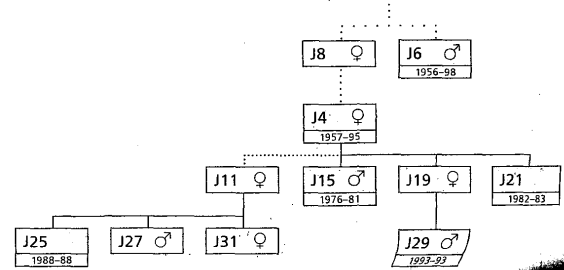 J8 ♀ J6 ♂
1956–98
J4 ♀
1957–95
J11 ♀ J15 ♂ J19 ♀ J21
1976–81 1982–83
J25 J27 ♂ J31 ♀ J29 ♂
1988–88 1993–93